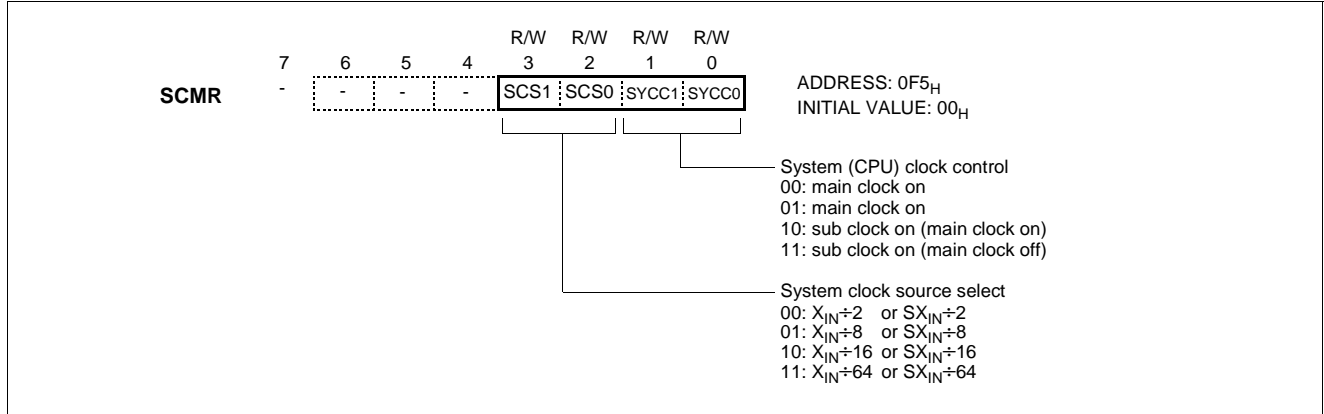 R/W R/W R/W R/W
7 6 5 4 3 2 1 0
SCMR - - - - SCS1 SCS0 SYCC1 SYCC0
ADDRESS: 0F5H
INITIAL VALUE: 00H
System (CPU) clock control
00: main clock on
01: main clock on
10: sub clock on (main clock on)
11: sub clock on (main clock off)
System clock source select
00: XIN÷2 or SXIN÷2
01: XIN÷8 or SXIN÷8
10: XIN÷16 or SXIN÷16
11: XIN÷64 or SXIN÷64